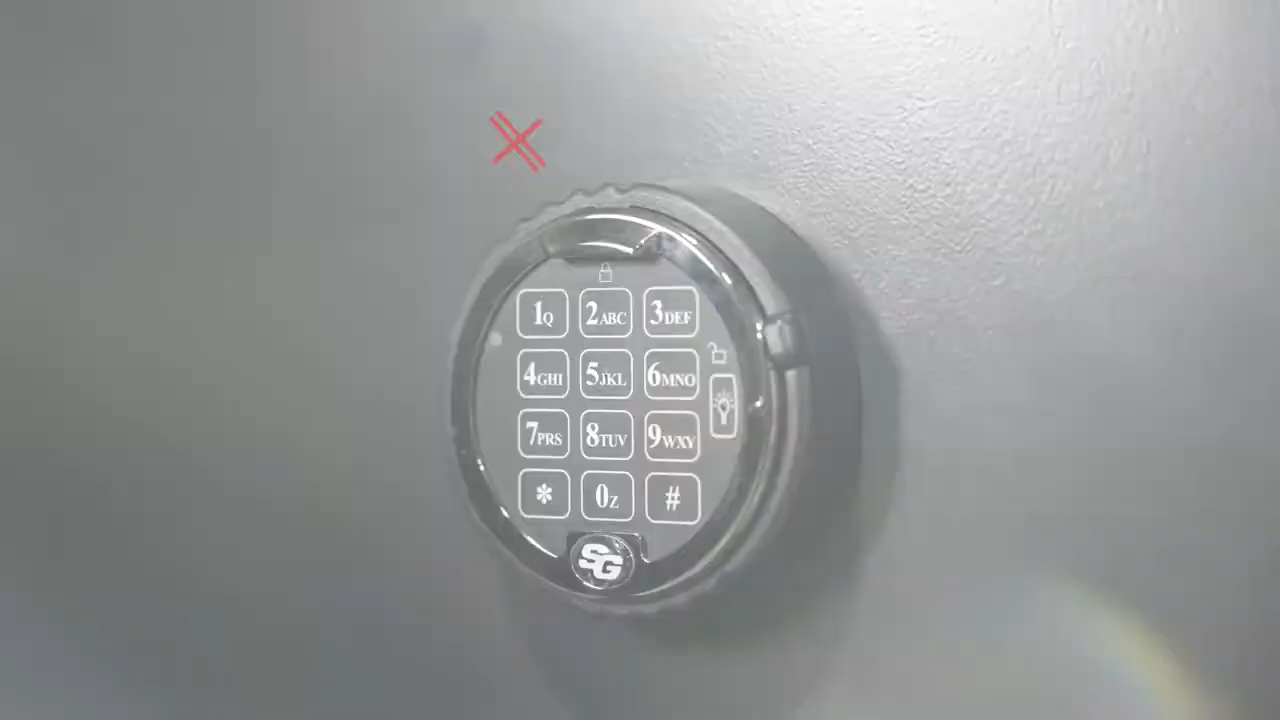 1Q 2ABC 3DEF
4GHI 5JKL 6MNO
7PRS 8TUV 9WXY
* 0Z #
SG